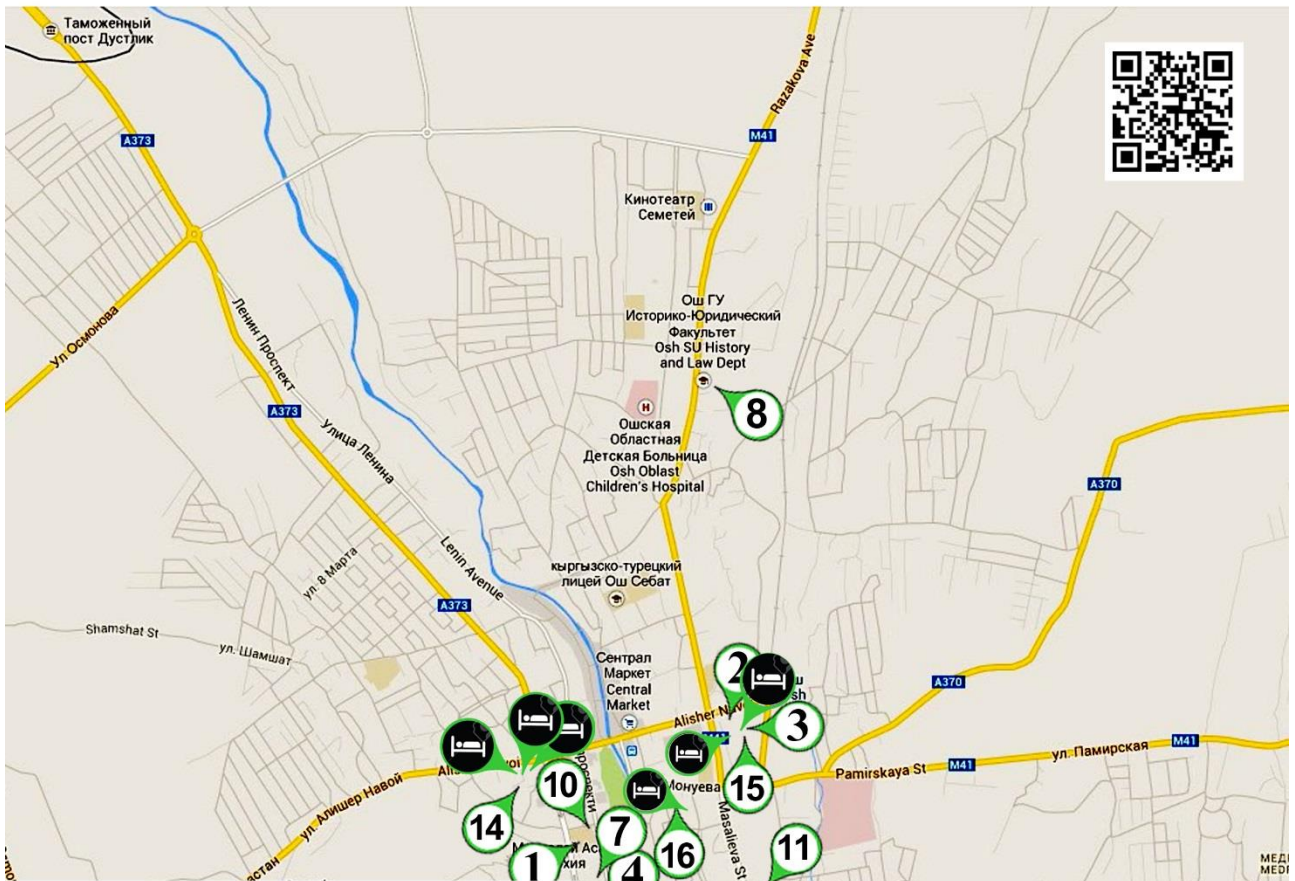 Таможенный
пост Дустлик
A373
M41
Razakova Ave
Кинотеатр
Семетей
Ул Осмонова
Ленин Проспект
Ош ГУ
Историко-Юридический
Факультет
Osh SU History
and Law Dept
8
A373
H
Ошская
Областная
Детская Больница
Osh Oblast
Children's Hospital
Улица Ленина
A370
Lenin Avenue
ул. 8 Марта
кыргызско-турецкий
лицей Ош Себат
A373
Shamshat St
ул. Шамшат
Сентрал
Маркет
Central
Market
2
A370
Alisher
3
M41
ул. Памирская
M41
Pamirskaya St
ул. Алишер Навой
10
15
14
7
16
Masalieva St
1
4
11